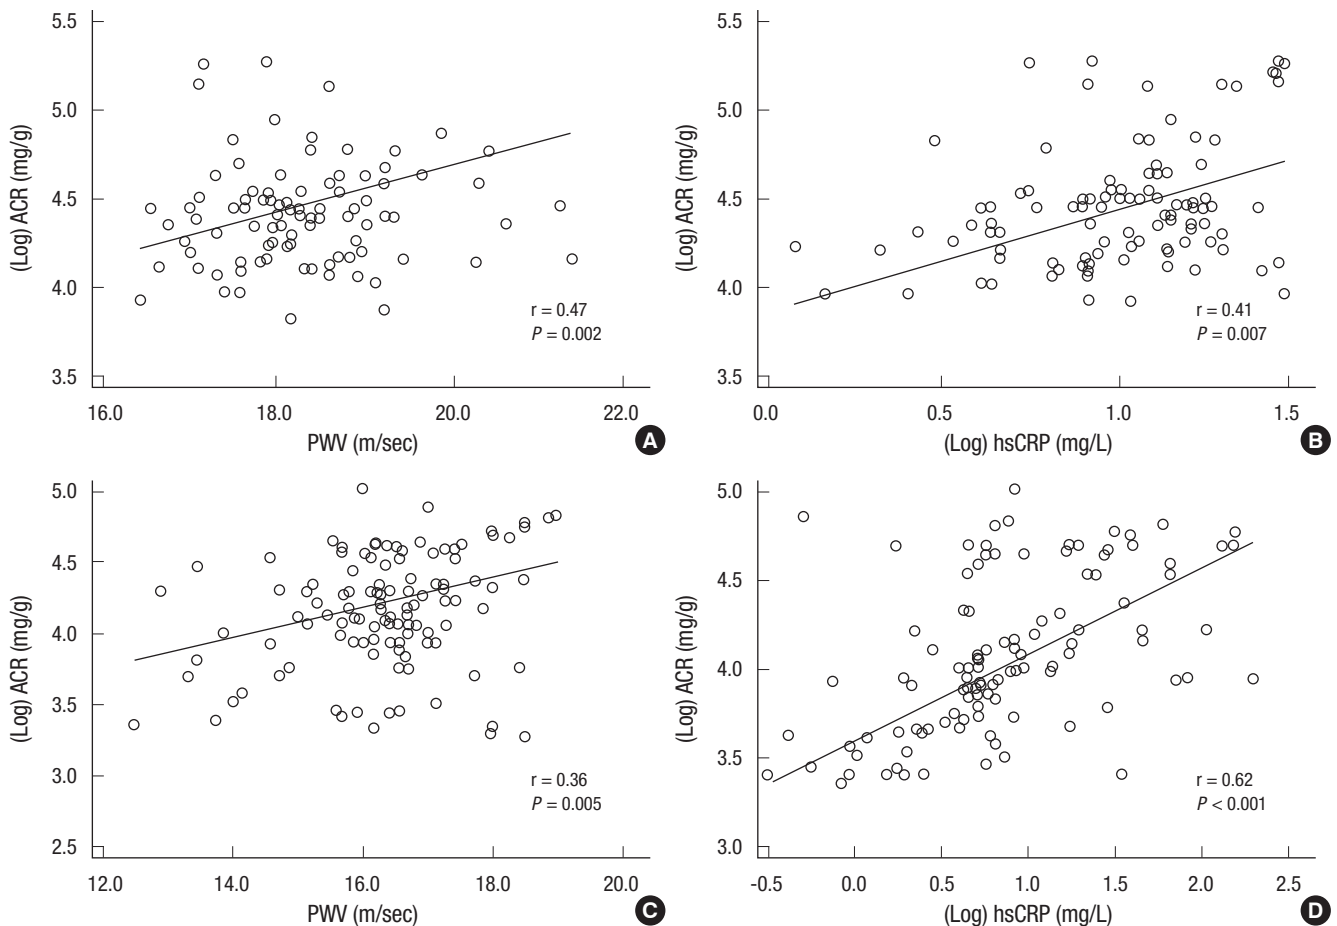 5.5
5.0
4.5
4.0
3.5
(Log) ACR (mg/g)
r = 0.47
P = 0.002
16.0 18.0 20.0 22.0
PWV (m/sec)
A
5.5
5.0
4.5
4.0
3.5
(Log) ACR (mg/g)
r = 0.41
P = 0.007
0.0 0.5 1.0 1.5
(Log) hsCRP (mg/L)
B
5.0
4.5
4.0
3.5
3.0
2.5
(Log) ACR (mg/g)
r = 0.36
P = 0.005
12.0 14.0 16.0 18.0 20.0
PWV (m/sec)
C
5.0
4.5
4.0
3.5
3.0
(Log) ACR (mg/g)
r = 0.62
P < 0.001
-0.5 0.0 0.5 1.0 1.5 2.0 2.5
(Log) hsCRP (mg/L)
D